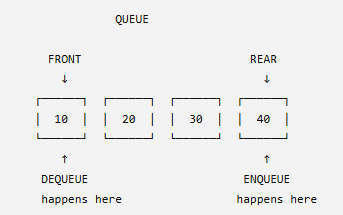 QUEUE
FRONT REAR
↓ ↓
10 20 30 40
↑ ↑
DEQUEUE ENQUEUE
happens here happens here